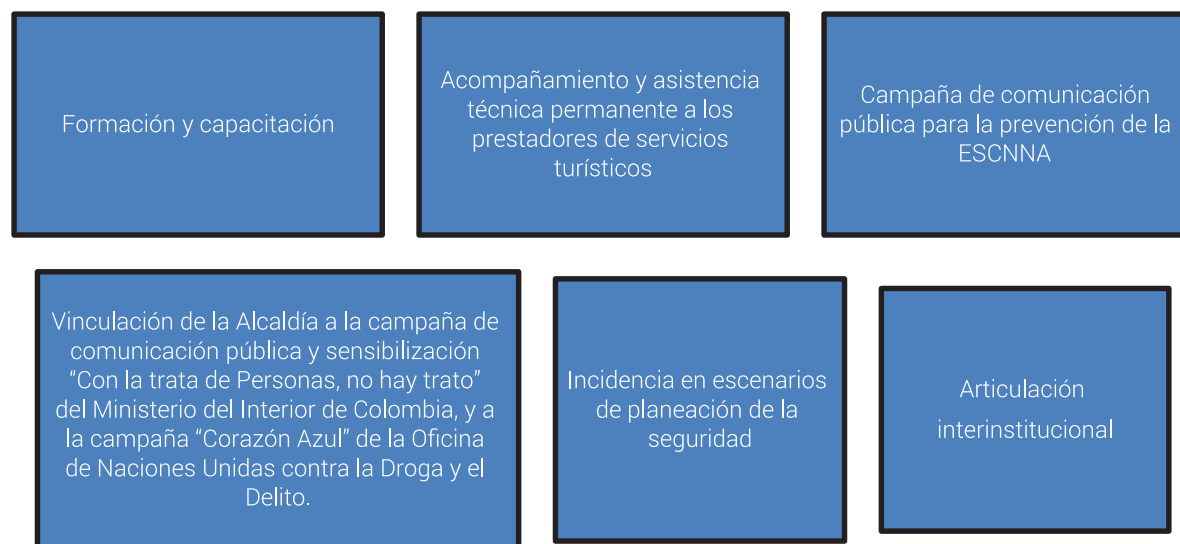 Formación y capacitación
Acompañamiento y asistencia
técnica permanente a los
prestadores de servicios
turísticos
Campaña de comunicación
pública para la prevención de la
ESCNNA
Vinculación de la Alcaldía a la campaña de
comunicación pública y sensibilización
“Con la trata de Personas, no hay trato”
del Ministerio del Interior de Colombia, y a
la campaña “Corazón Azul” de la Oficina
de Naciones Unidas contra la Droga y el
Delito.
Incidencia en escenarios
de planeación de la
seguridad
Articulación
interinstitucional